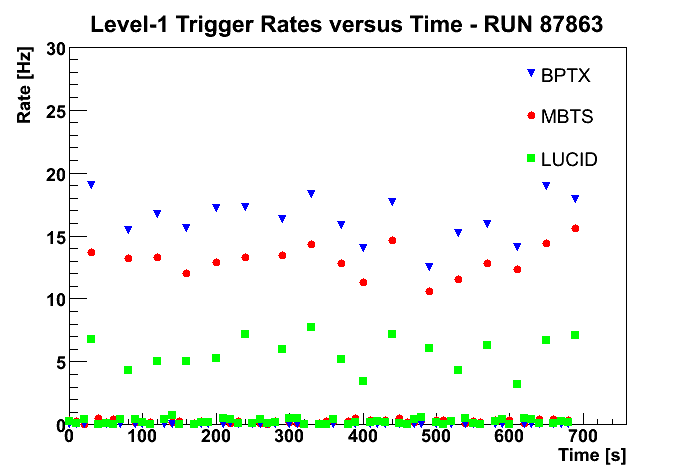 Level-1 Trigger Rates versus Time - RUN 87863
Rate [Hz]
30
25
20
15
10
5
0
BPTX
MBTS
LUCID
0 100 200 300 400 500 600 700
Time [s]